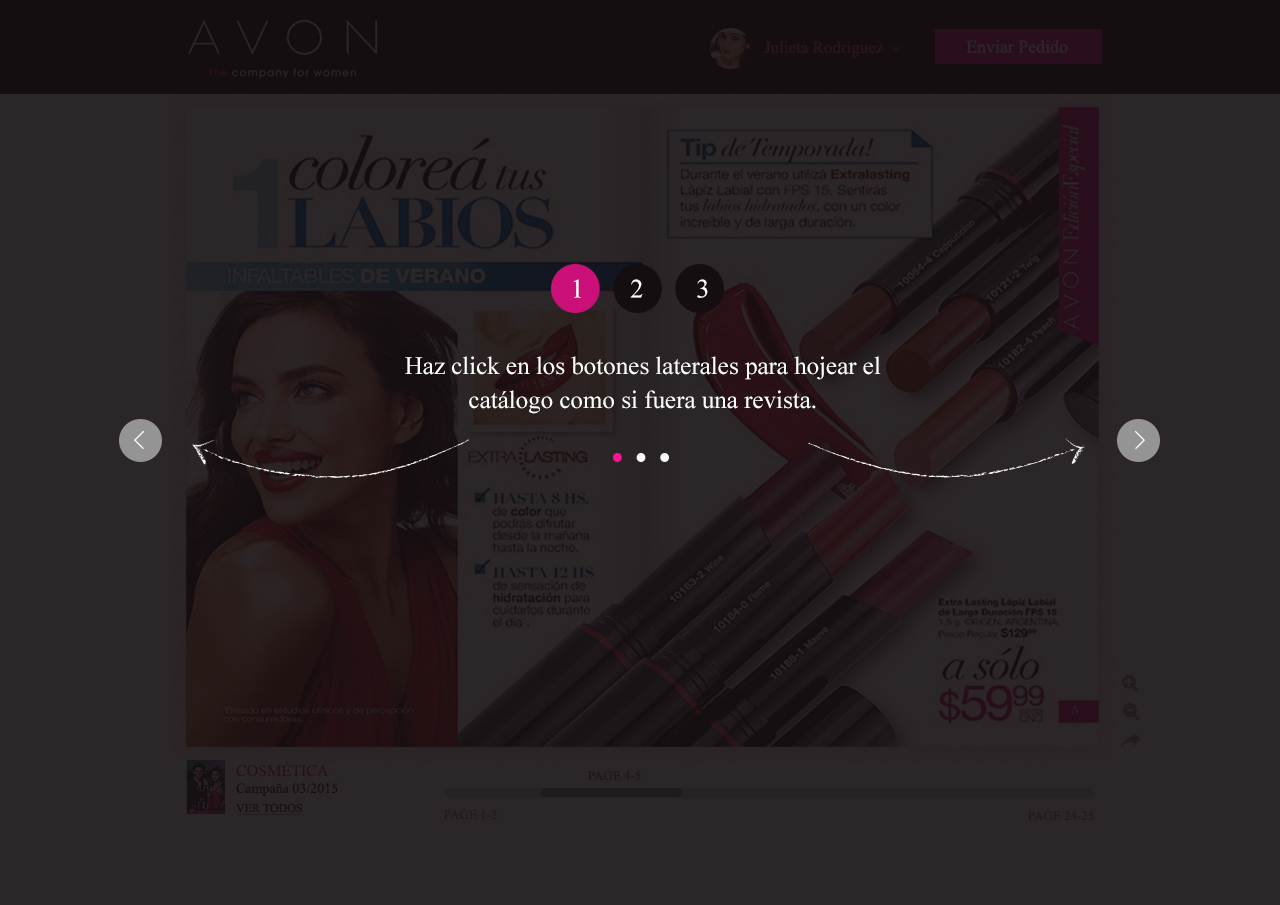 AVON
the company for women
Julieta Rodriguez
Enviar Pedido
1 coloreá tus
LABIOS
INFALTABLES DE VERANO
Tip de Temporada!
Durante el verano utilizá Extralasting
Lápiz Labial con FPS 15. Sentirás
tus labios hidratados, con un color
increíble y de larga duración.
AVON Edición Especial
10084-4 Cappuccino
10121-2 Twig
10182-4 Peach
1
2
3
Haz click en los botones laterales para hojear el
catálogo como si fuera una revista.
EXTRA LASTING
HASTA 8 HS.
de color que
podrás difrutar
desde la mañana
hasta la noche.
HASTA 12 HS
de sensación de
hidratación para
cuidarlos durante
el día*.
10183-2 Wine
10184-0 Flame
10180-1 Mauve
Extra Lasting Lápiz Labial
de Larga Duración FPS 15
1,5 g. ORIGEN: ARGENTINA.
Precio Regular $129⁹⁹
a sólo
$59⁹⁹
*Basado en estudios clínicos y de percepción
con consumidoras.
5
COSMÉTICA
Campaña 03/2015
VER TODOS
PAGE 4-5
PAGE 1-2
PAGE 24-25